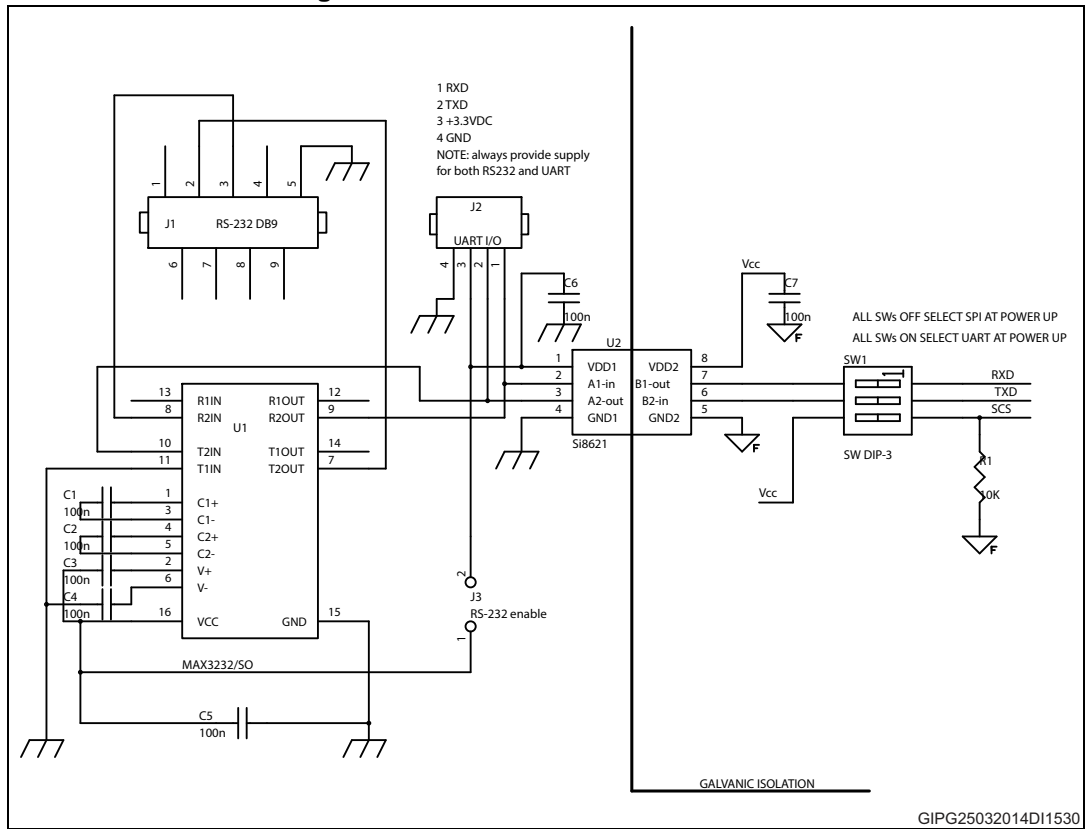 1 RXD
2 TXD
3 +3.3VDC
4 GND
NOTE: always provide supply
for both RS232 and UART
1
2
3
4
5
J1
RS-232 DB9
6
7
8
9
J2
UART I/O
4
3
2
1
C6
100n
Vcc
C7
100n
F
ALL SWs OFF SELECT SPI AT POWER UP
ALL SWs ON SELECT UART AT POWER UP
U2
1
2
3
4
VDD1
A1-in
A2-out
GND1
VDD2
B1-out
B2-in
GND2
8
7
6
5
Si8621
F
SW1
1
SW DIP-3
RXD
TXD
SCS
Vcc
R1
10K
F
13
8
10
11
1
3
4
5
2
6
16
R1IN
R2IN
T2IN
T1IN
C1+
C1-
C2+
C2-
V+
V-
VCC
U1
R1OUT
R2OUT
T1OUT
T2OUT
GND
12
9
14
7
15
C1
100n
C2
100n
C3
100n
C4
100n
MAX3232/SO
C5
100n
2
J3
RS-232 enable
1
GALVANIC ISOLATION
GIPG25032014DI1530